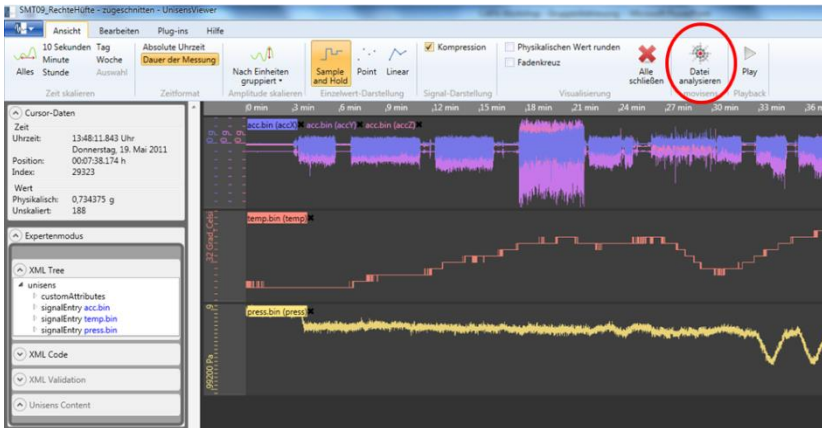 SMT09_RechteHüfte - zugeschnitten - UnisensViewer
Ansicht Bearbeiten Plug-ins Hilfe
10 Sekunden Tag Absolute Uhrzeit Kompression Physikalischen Wert runden
Minute Woche Dauer der Messung Fadenkreuz
Alles Stunde Auswahl Nach Einheiten gruppiert Sample and Hold Point Linear Alle schließen Datei analysieren Play
Zeit skalieren Zeitformat Amplitude skalieren Einzelwert-Darstellung Signal-Darstellung Visualisierung movisens Playback
Cursor-Daten
0 min ,3 min ,6 min ,9 min ,12 min ,15 min ,18 min ,21 min ,24 min ,27 min ,30 min ,33 min ,36 m
Zeit
Uhrzeit: 13:48:11.843 Uhr
Donnerstag, 19. Mai 2011
Position: 00:07:38.174 h
Index: 29323
Wert
Physikalisch: 0,734375 g
Unskaliert: 188
acc.bin (accX) acc.bin (accY) acc.bin (accZ)
Expertenmodus
XML Tree
unisens
customAttributes
signalEntry acc.bin
signalEntry temp.bin
signalEntry press.bin
XML Code
XML Validation
Unisens Content
temp.bin (temp)
,32 Grad_Celsi
press.bin (press)
,99200 Pa